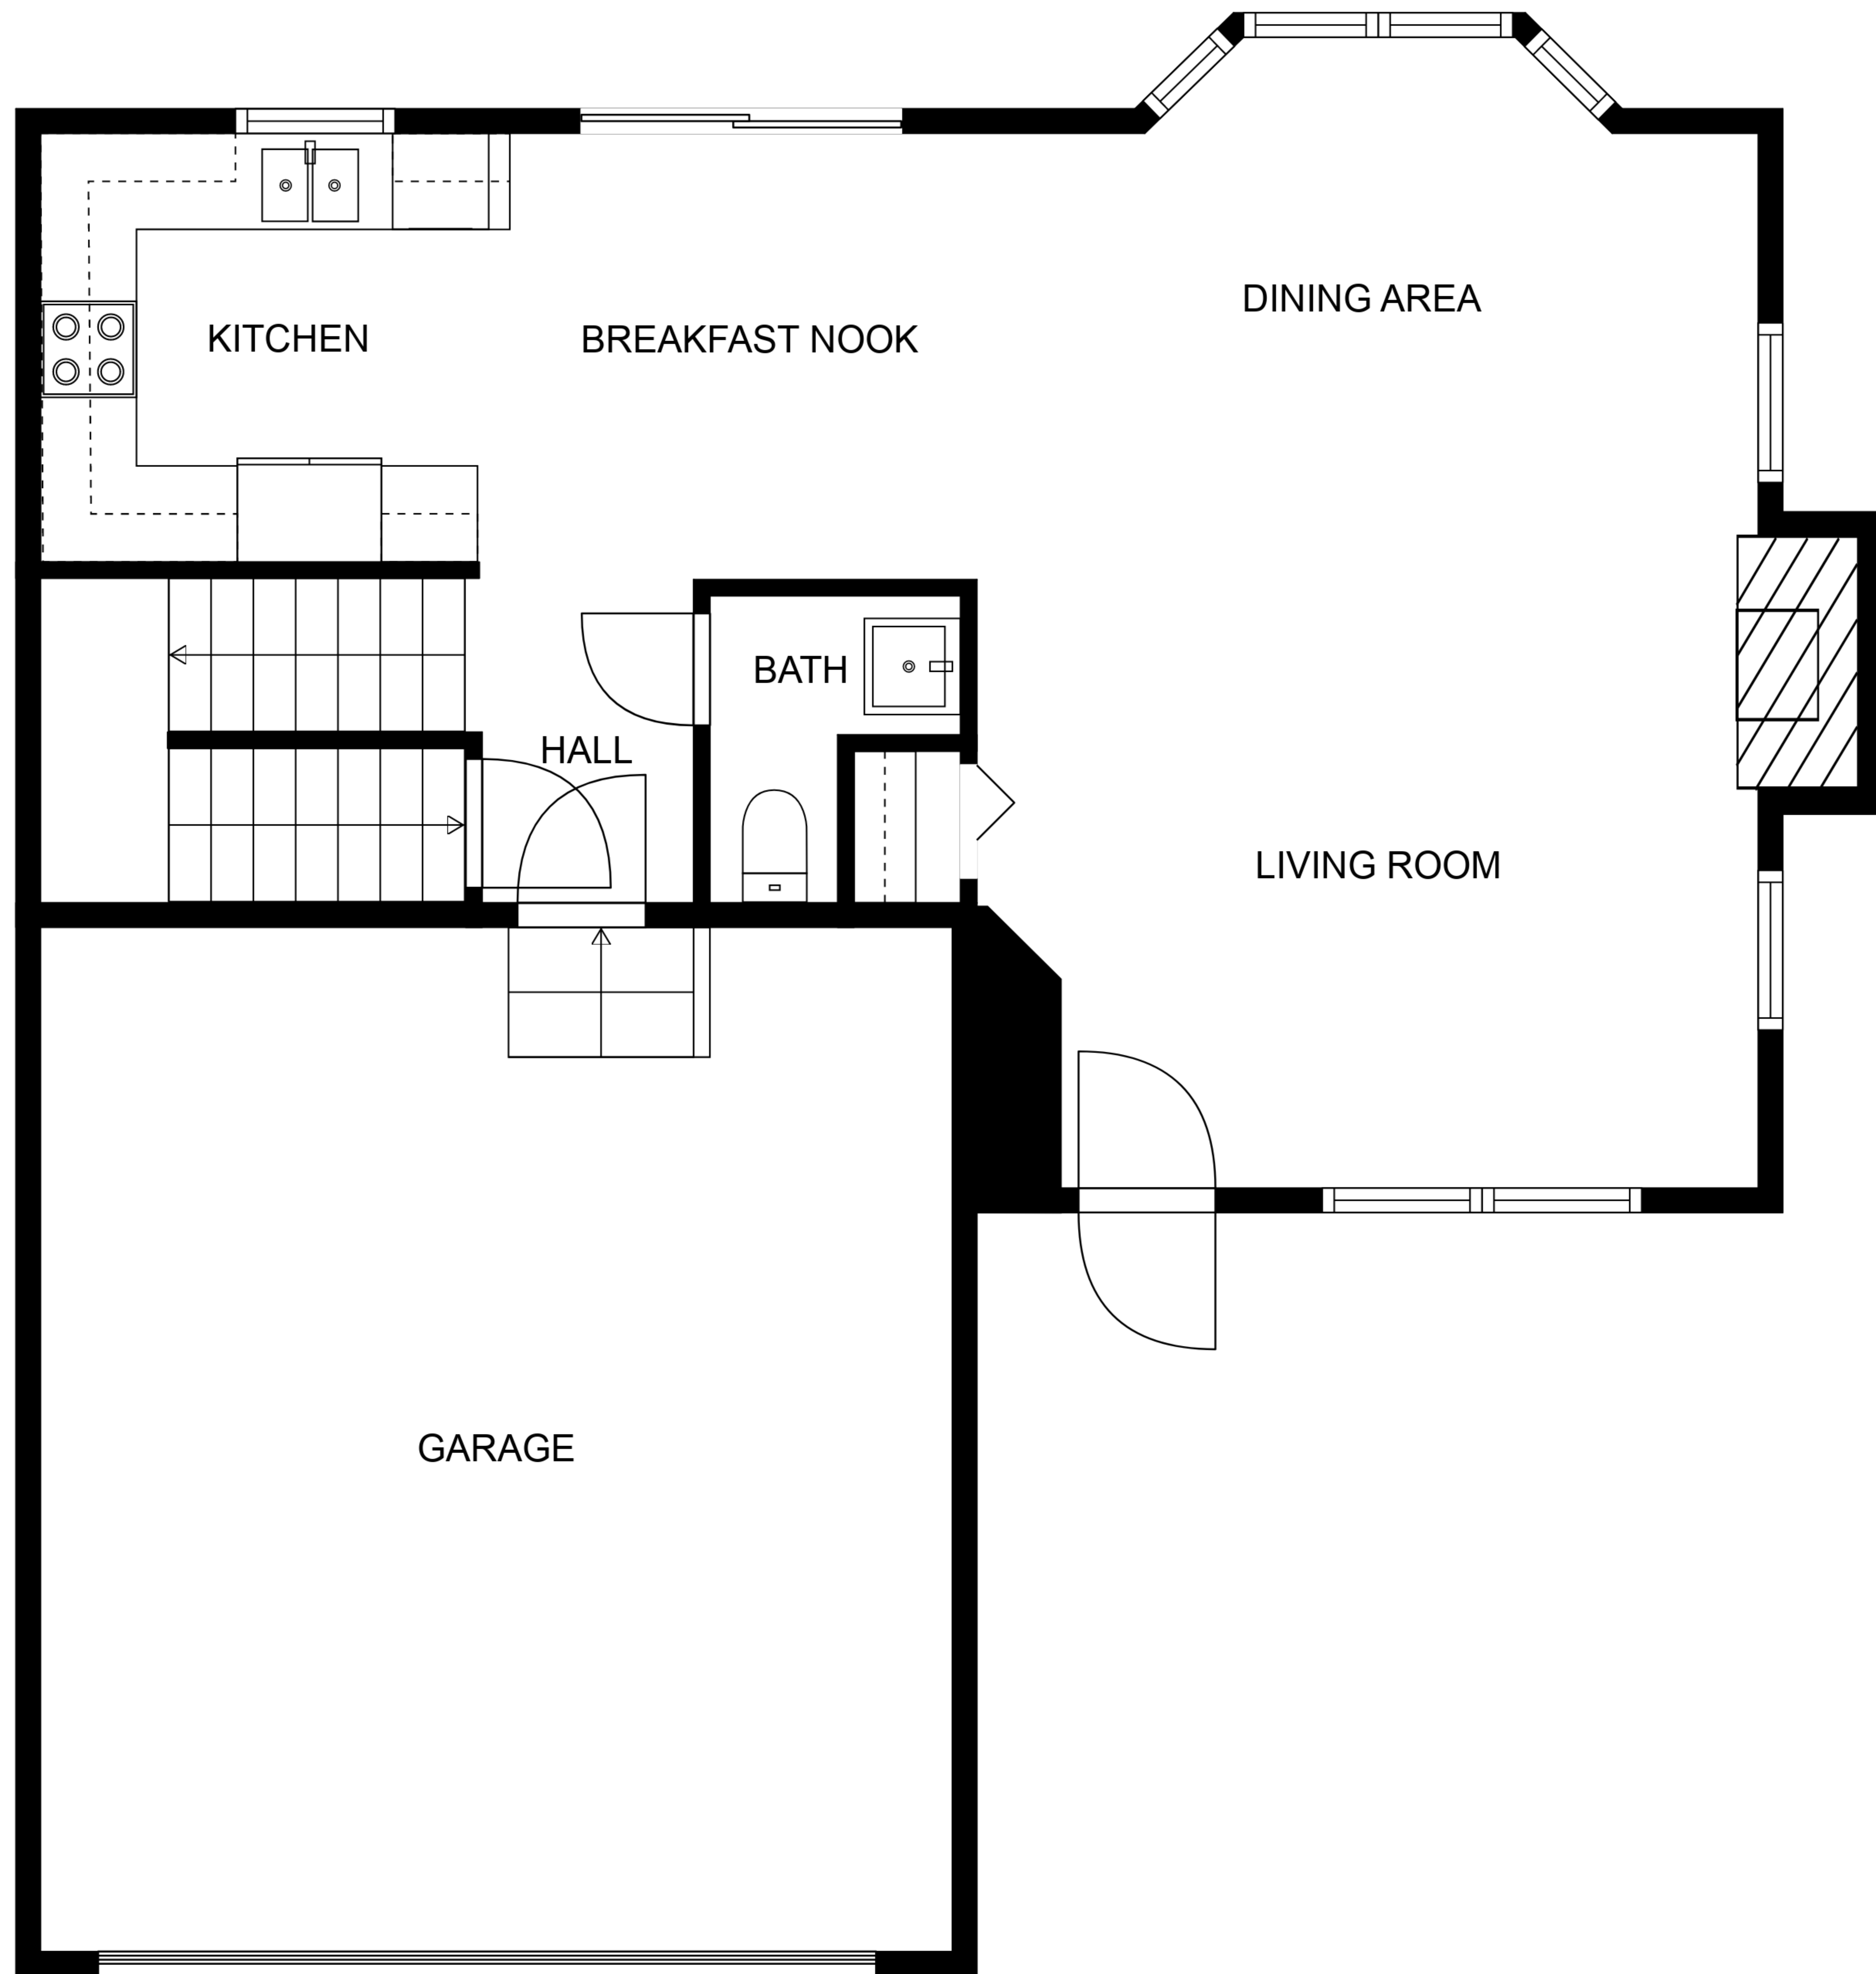 DINING AREA
KITCHEN
BREAKFAST NOOK
BATH
HALL
LIVING ROOM
GARAGE